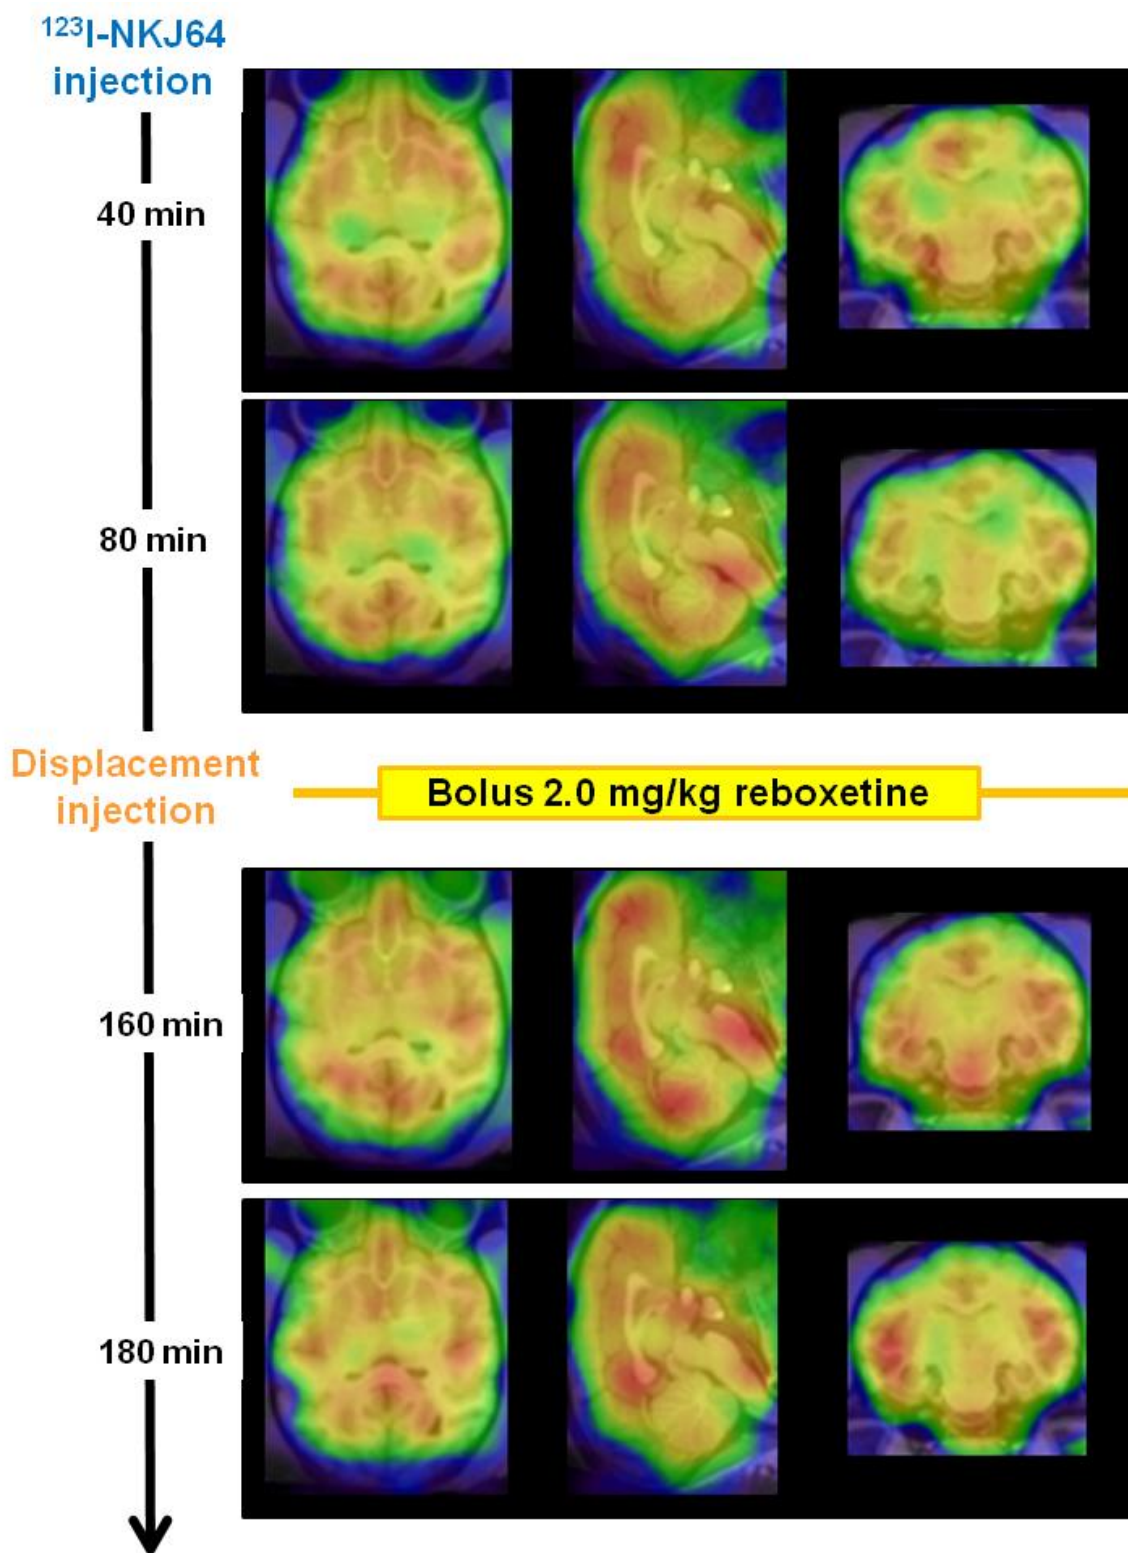 ¹²³I-NKJ64
injection
40 min
80 min
Displacement
injection
Bolus 2.0 mg/kg reboxetine
160 min
180 min